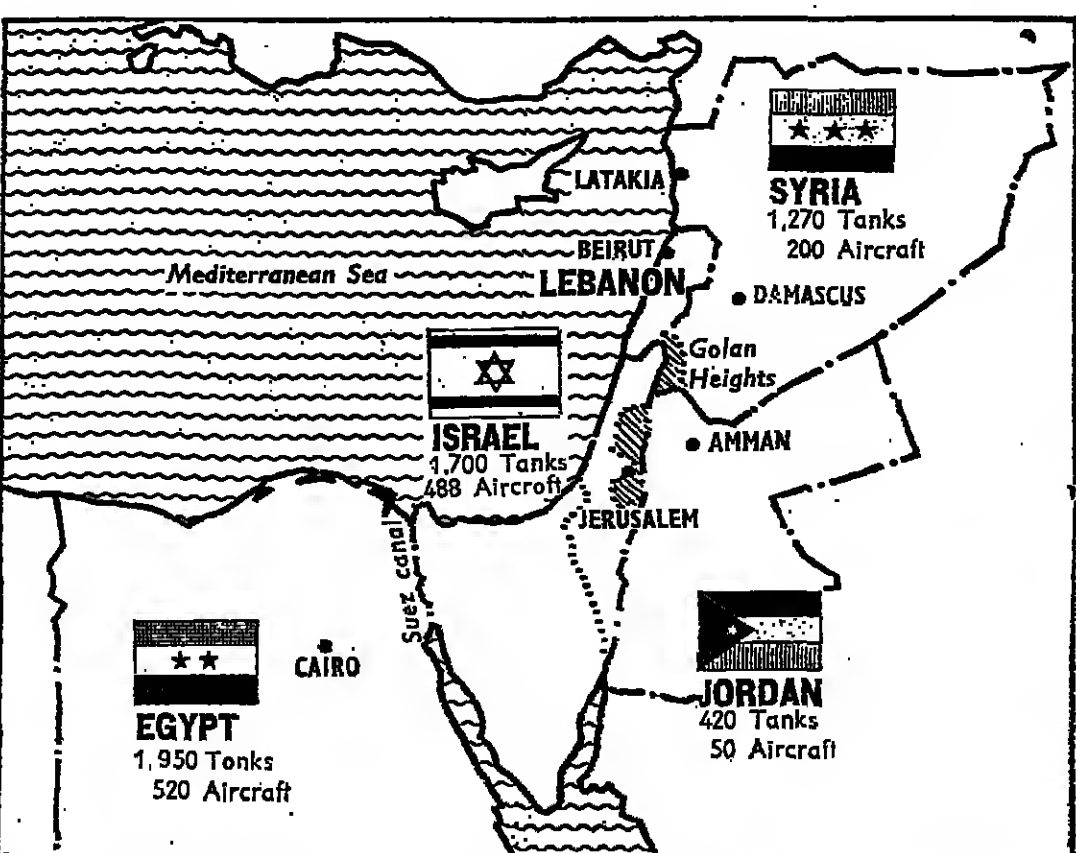 SYRIA
1,270 Tanks
200 Aircraft
LATAKIA
BEIRUT
LEBANON
Mediterranean Sea
DAMASCUS
Golan
Heights
ISRAEL
1,700 Tanks
488 Aircroft
AMMAN
JERUSALEM
Suez canal
CAIRO
EGYPT
1,950 Tonks
520 Aircraft
JORDAN
420 Tanks
50 Aircraft